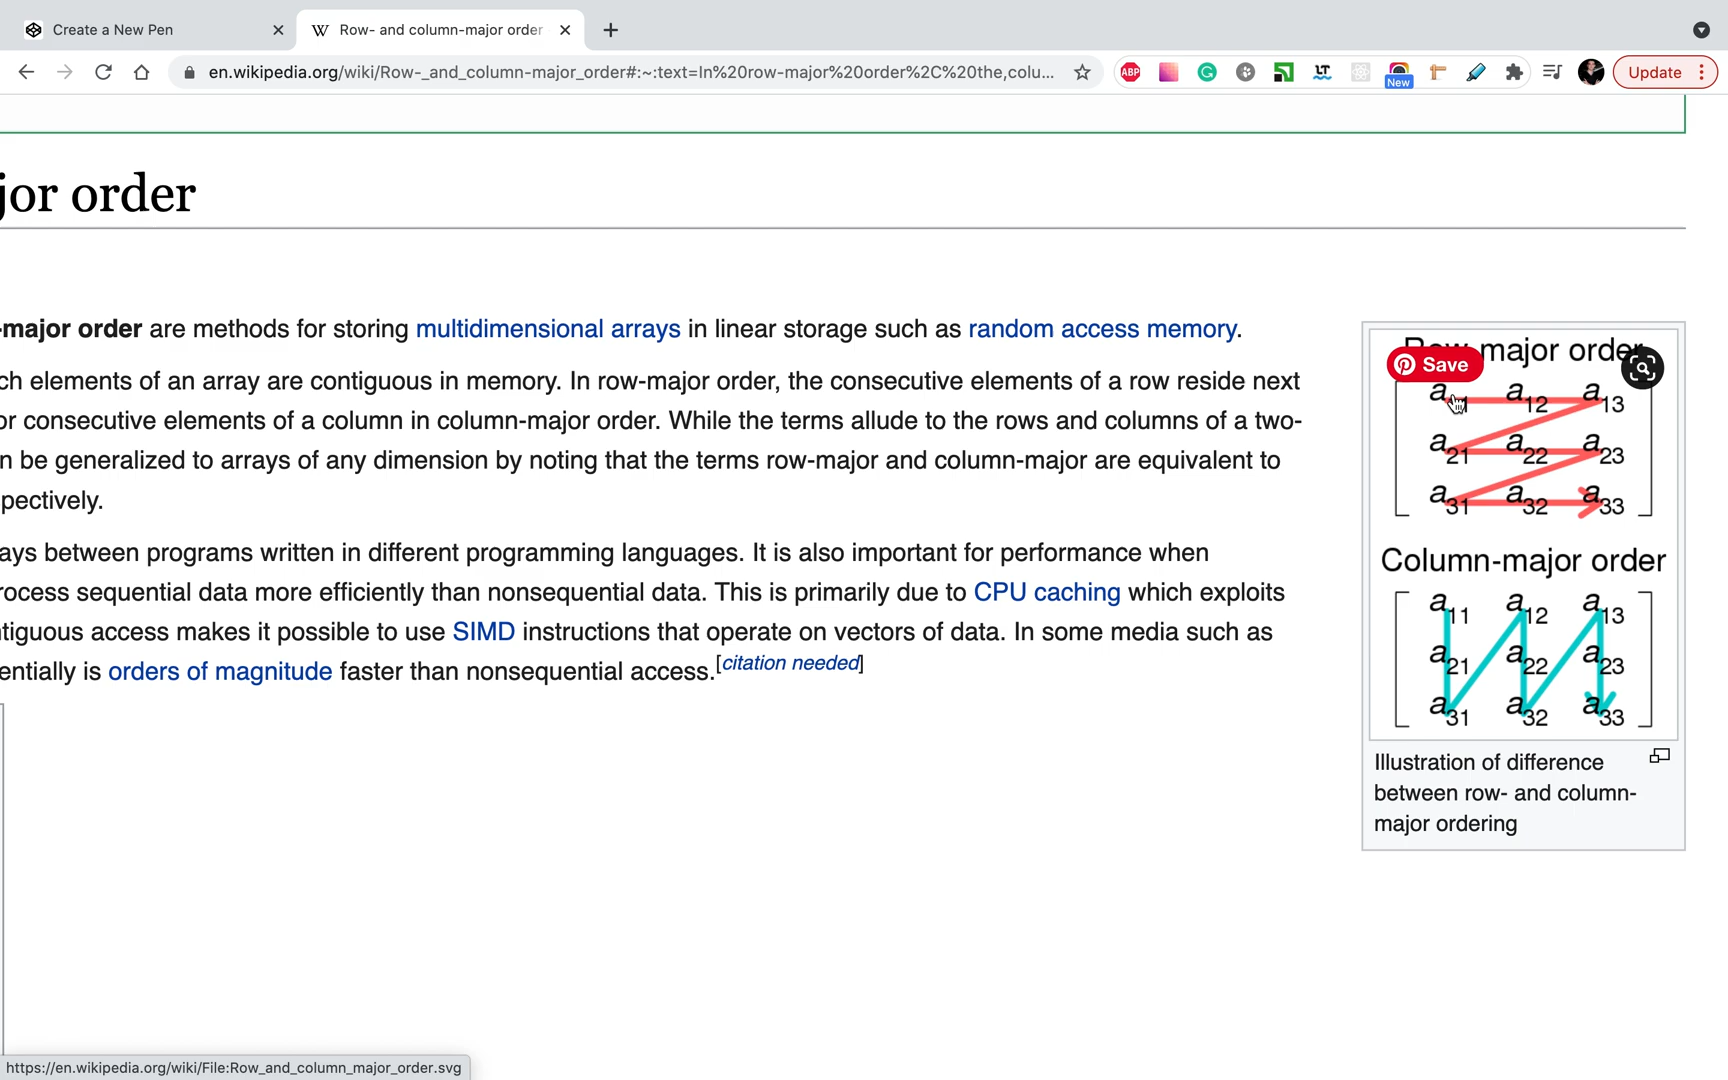 Create a New Pen
Row- and column-major order
en.wikipedia.org/wiki/Row-_and_column-major_order#:~:text=In%20row-major%20order%2C%20the,colu...
ABP
LT
New
Update
jor order
-major order are methods for storing multidimensional arrays in linear storage such as random access memory.
ch elements of an array are contiguous in memory. In row-major order, the consecutive elements of a row reside next
or consecutive elements of a column in column-major order. While the terms allude to the rows and columns of a two-
n be generalized to arrays of any dimension by noting that the terms row-major and column-major are equivalent to
pectively.
ays between programs written in different programming languages. It is also important for performance when
rocess sequential data more efficiently than nonsequential data. This is primarily due to CPU caching which exploits
tiguous access makes it possible to use SIMD instructions that operate on vectors of data. In some media such as
entially is orders of magnitude faster than nonsequential access.[citation needed]
Row-major order
Save
a11 a12 a13
a21 a22 a23
a31 a32 a33
Column-major order
a11 a12 a13
a21 a22 a23
a31 a32 a33
Illustration of difference
between row- and column-
major ordering
https://en.wikipedia.org/wiki/File:Row_and_column_major_order.svg